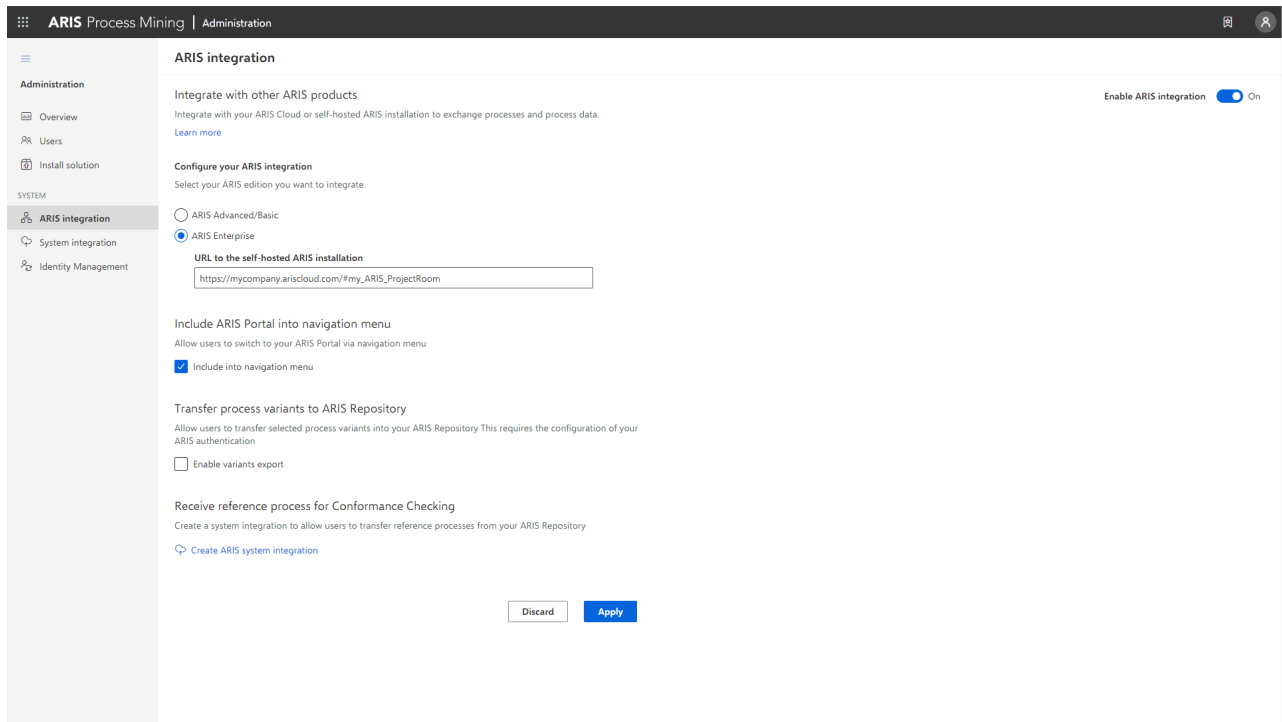 ARIS Process Mining | Administration
ARIS integration
Administration
Overview
Users
Install solution
SYSTEM
ARIS integration
System integration
Identity Management
Integrate with other ARIS products
Enable ARIS integration On
Integrate with your ARIS Cloud or self-hosted ARIS installation to exchange processes and process data.
Learn more
Configure your ARIS integration
Select your ARIS edition you want to integrate
ARIS Advanced/Basic
ARIS Enterprise
URL to the self-hosted ARIS installation
https://mycompany.ariscloud.com/#my_ARIS_ProjectRoom
Include ARIS Portal into navigation menu
Allow users to switch to your ARIS Portal via navigation menu
Include into navigation menu
Transfer process variants to ARIS Repository
Allow users to transfer selected process variants into your ARIS Repository This requires the configuration of your
ARIS authentication
Enable variants export
Receive reference process for Conformance Checking
Create a system integration to allow users to transfer reference processes from your ARIS Repository
Create ARIS system integration
Discard Apply